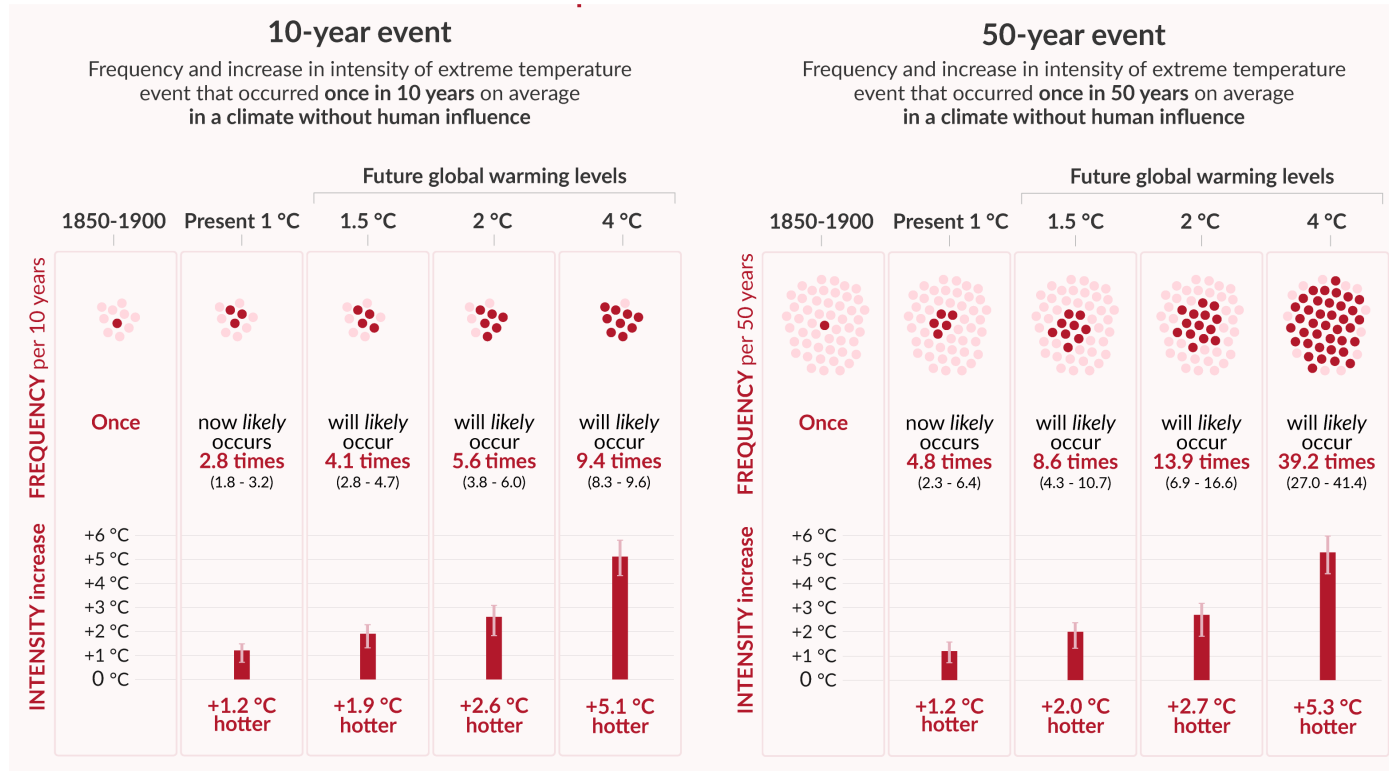 10-year event
Frequency and increase in intensity of extreme temperature
event that occurred once in 10 years on average
in a climate without human influence
Future global warming levels
1850-1900 Present 1 °C 1.5 °C 2 °C 4 °C
FREQUENCY per 10 years
Once
now likely
occurs
2.8 times
(1.8 - 3.2)
will likely
occur
4.1 times
(2.8 - 4.7)
will likely
occur
5.6 times
(3.8 - 6.0)
will likely
occur
9.4 times
(8.3 - 9.6)
INTENSITY increase
+6 °C
+5 °C
+4 °C
+3 °C
+2 °C
+1 °C
0 °C
+1.2 °C
hotter
+1.9 °C
hotter
+2.6 °C
hotter
+5.1 °C
hotter
50-year event
Frequency and increase in intensity of extreme temperature
event that occurred once in 50 years on average
in a climate without human influence
Future global warming levels
1850-1900 Present 1 °C 1.5 °C 2 °C 4 °C
FREQUENCY per 50 years
Once
now likely
occurs
4.8 times
(2.3 - 6.4)
will likely
occur
8.6 times
(4.3 - 10.7)
will likely
occur
13.9 times
(6.9 - 16.6)
will likely
occur
39.2 times
(27.0 - 41.4)
INTENSITY increase
+6 °C
+5 °C
+4 °C
+3 °C
+2 °C
+1 °C
0 °C
+1.2 °C
hotter
+2.0 °C
hotter
+2.7 °C
hotter
+5.3 °C
hotter